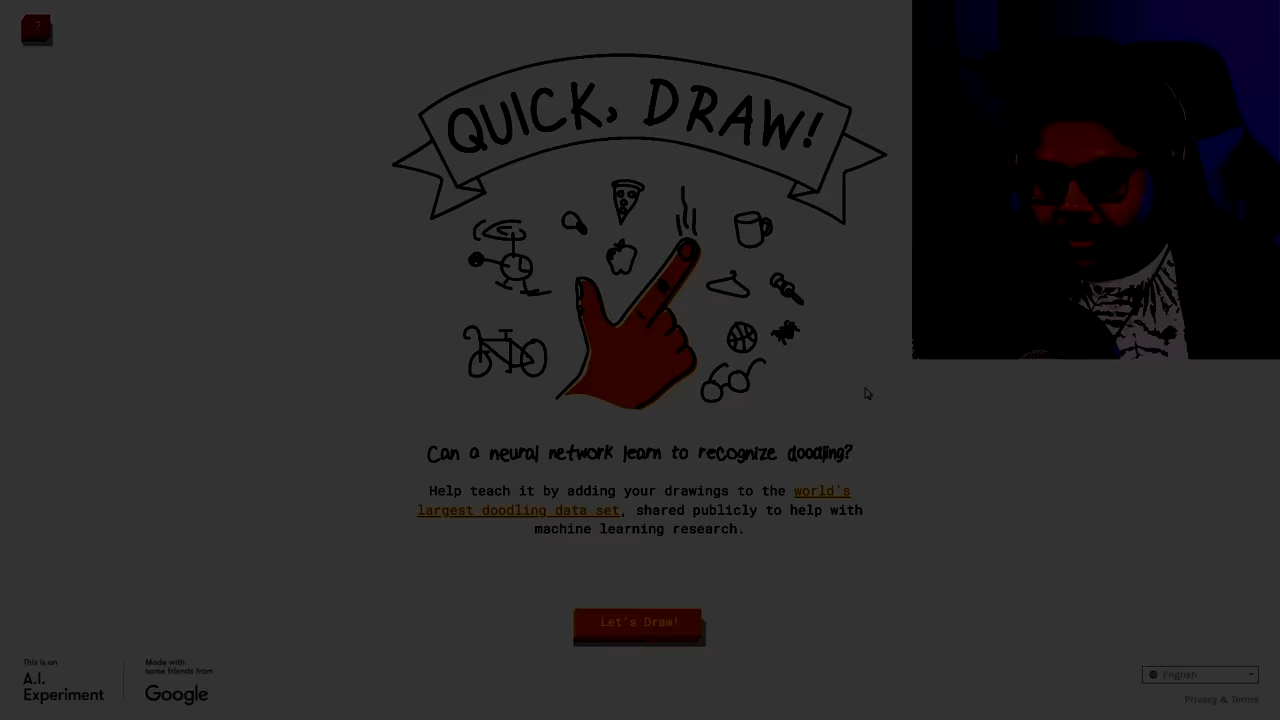 ?
QUICK, DRAW!
Can a neural network learn to recognize doodling?
Help teach it by adding your drawings to the world's
largest doodling data set, shared publicly to help with
machine learning research.
Let's Draw!
This is an
A.I.
Experiment
Made with
some friends from
Google
English
Privacy & Terms